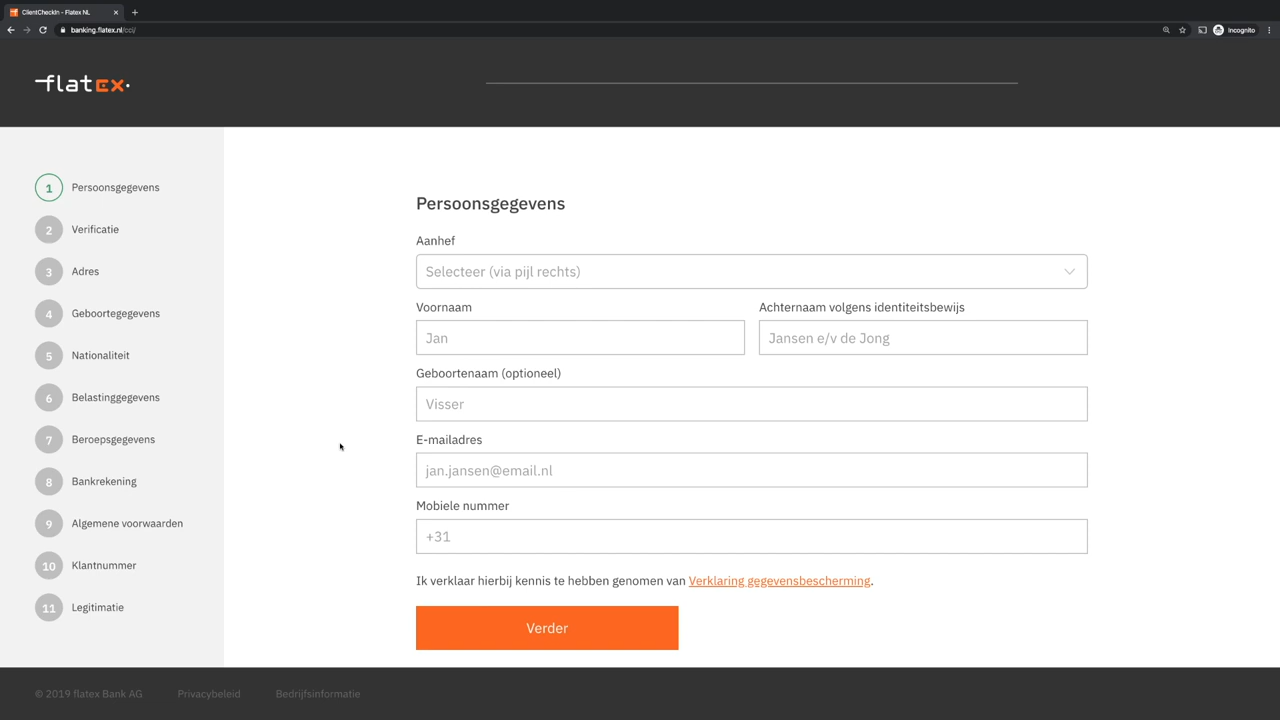 ClientCheckIn - Flatex NL
banking.flatex.nl/cci/
Incognito
flatex
1 Persoonsgegevens
2 Verificatie
3 Adres
4 Geboortegegevens
5 Nationaliteit
6 Belastinggegevens
7 Beroepsgegevens
8 Bankrekening
9 Algemene voorwaarden
10 Klantnummer
11 Legitimatie
Persoonsgegevens
Aanhef
Selecteer (via pijl rechts)
Voornaam
Achternaam volgens identiteitsbewijs
Jan
Jansen e/v de Jong
Geboortenaam (optioneel)
Visser
E-mailadres
jan.jansen@email.nl
Mobiele nummer
+31
Ik verklaar hierbij kennis te hebben genomen van Verklaring gegevensbescherming.
Verder
© 2019 flatex Bank AG
Privacybeleid
Bedrijfsinformatie